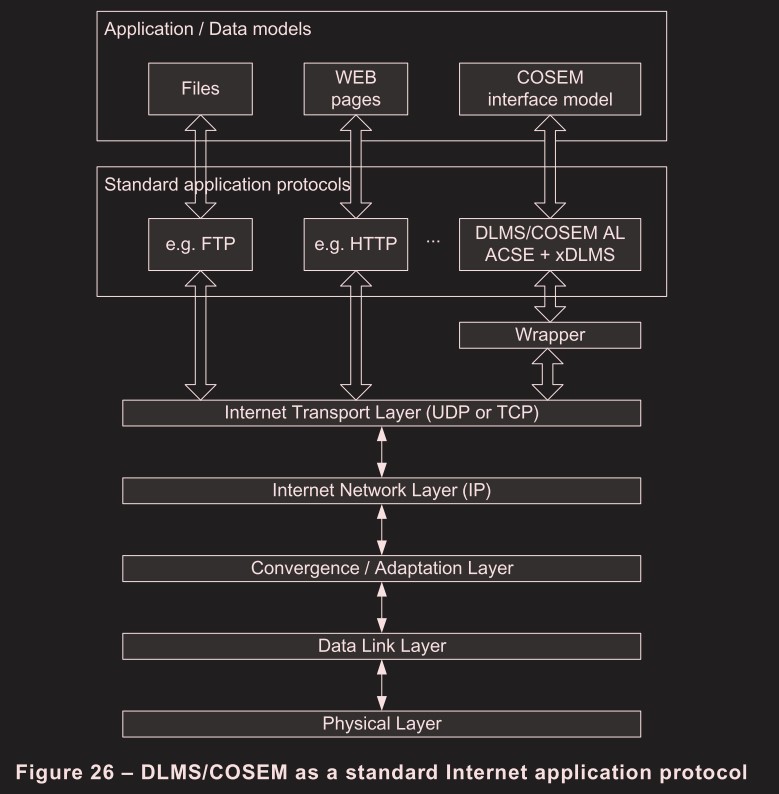 Application / Data models
Files
WEB
pages
COSEM
interface model
Standard application protocols
e.g. FTP
e.g. HTTP
...
DLMS/COSEM AL
ACSE + xDLMS
Wrapper
Internet Transport Layer (UDP or TCP)
Internet Network Layer (IP)
Convergence / Adaptation Layer
Data Link Layer
Physical Layer
Figure 26 – DLMS/COSEM as a standard Internet application protocol